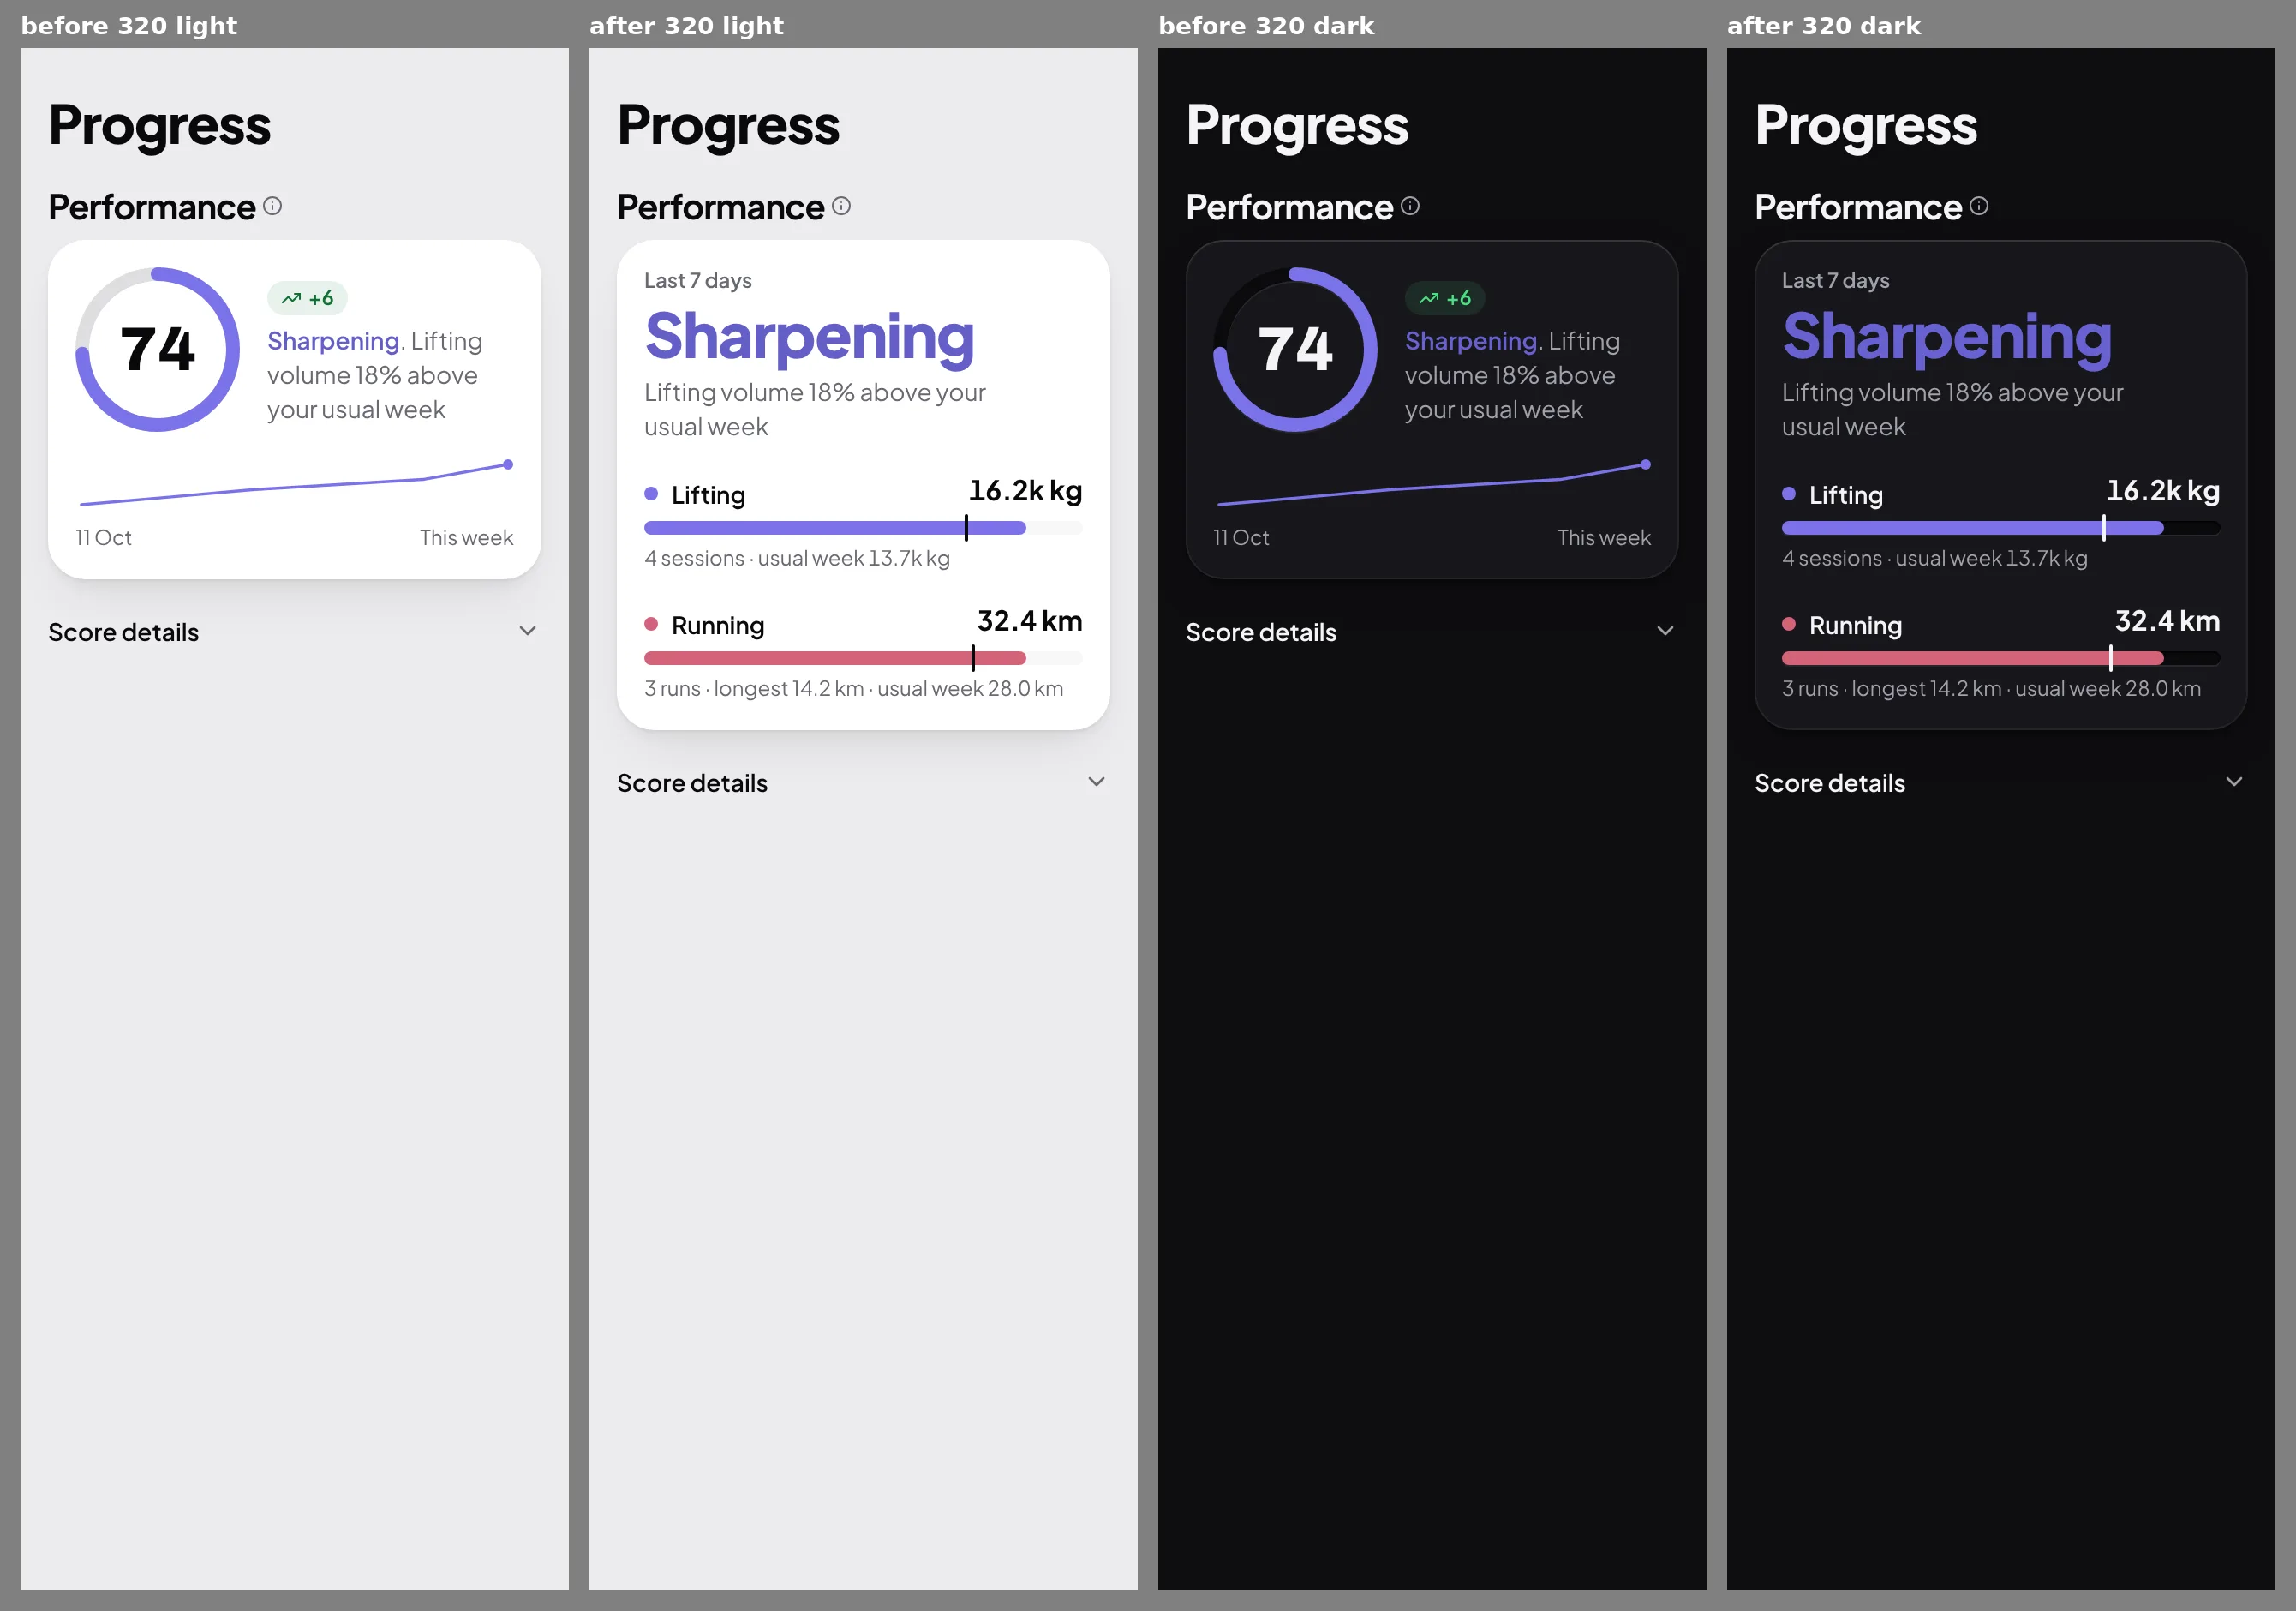 before 320 light
Progress
Performance
74
+6
Sharpening. Lifting
volume 18% above
your usual week
11 Oct
This week
Score details
after 320 light
Progress
Performance
Last 7 days
Sharpening
Lifting volume 18% above your
usual week
Lifting
16.2k kg
4 sessions · usual week 13.7k kg
Running
32.4 km
3 runs · longest 14.2 km · usual week 28.0 km
Score details
before 320 dark
Progress
Performance
74
+6
Sharpening. Lifting
volume 18% above
your usual week
11 Oct
This week
Score details
after 320 dark
Progress
Performance
Last 7 days
Sharpening
Lifting volume 18% above your
usual week
Lifting
16.2k kg
4 sessions · usual week 13.7k kg
Running
32.4 km
3 runs · longest 14.2 km · usual week 28.0 km
Score details